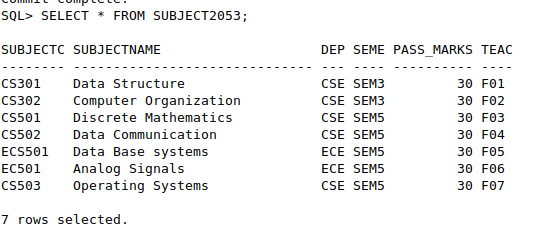 Commit complete.
SQL> SELECT * FROM SUBJECT2053;
SUBJECTC SUBJECTNAME                    DEP SEME PASS_MARKS TEAC
-------- ------------------------------ --- ---- ---------- ----
CS301    Data Structure                 CSE SEM3         30 F01
CS302    Computer Organization          CSE SEM3         30 F02
CS501    Discrete Mathematics           CSE SEM5         30 F03
CS502    Data Communication             CSE SEM5         30 F04
ECS501   Data Base systems              ECE SEM5         30 F05
EC501    Analog Signals                 ECE SEM5         30 F06
CS503    Operating Systems              CSE SEM5         30 F07
7 rows selected.